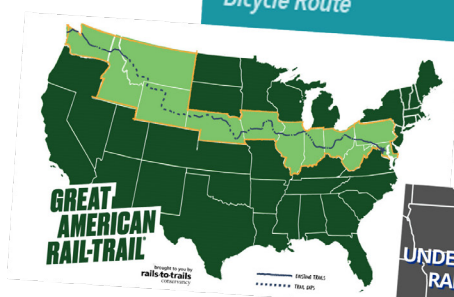 Bicycle Route
GREAT
AMERICAN
RAIL-TRAIL
brought to you by
rails-to-trails
conservancy
EXISTING TRAILS
TRAIL GAPS
UNDE
RA